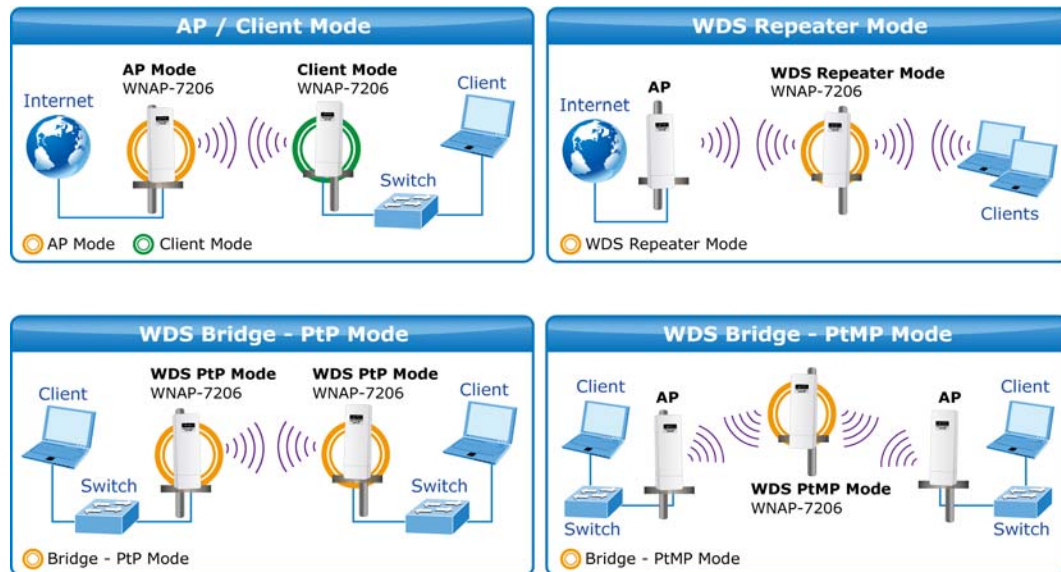 AP / Client Mode
AP Mode
WNAP-7206
Client Mode
WNAP-7206
Client
Internet
Switch
AP Mode
Client Mode
WDS Repeater Mode
AP
WDS Repeater Mode
WNAP-7206
Internet
Clients
WDS Repeater Mode
WDS Bridge - PtP Mode
WDS PtP Mode
WNAP-7206
WDS PtP Mode
WNAP-7206
Client
Client
Switch
Switch
Bridge - PtP Mode
WDS Bridge - PtMP Mode
Client
AP
AP
Client
WDS PtMP Mode
WNAP-7206
Switch
Switch
Bridge - PtMP Mode